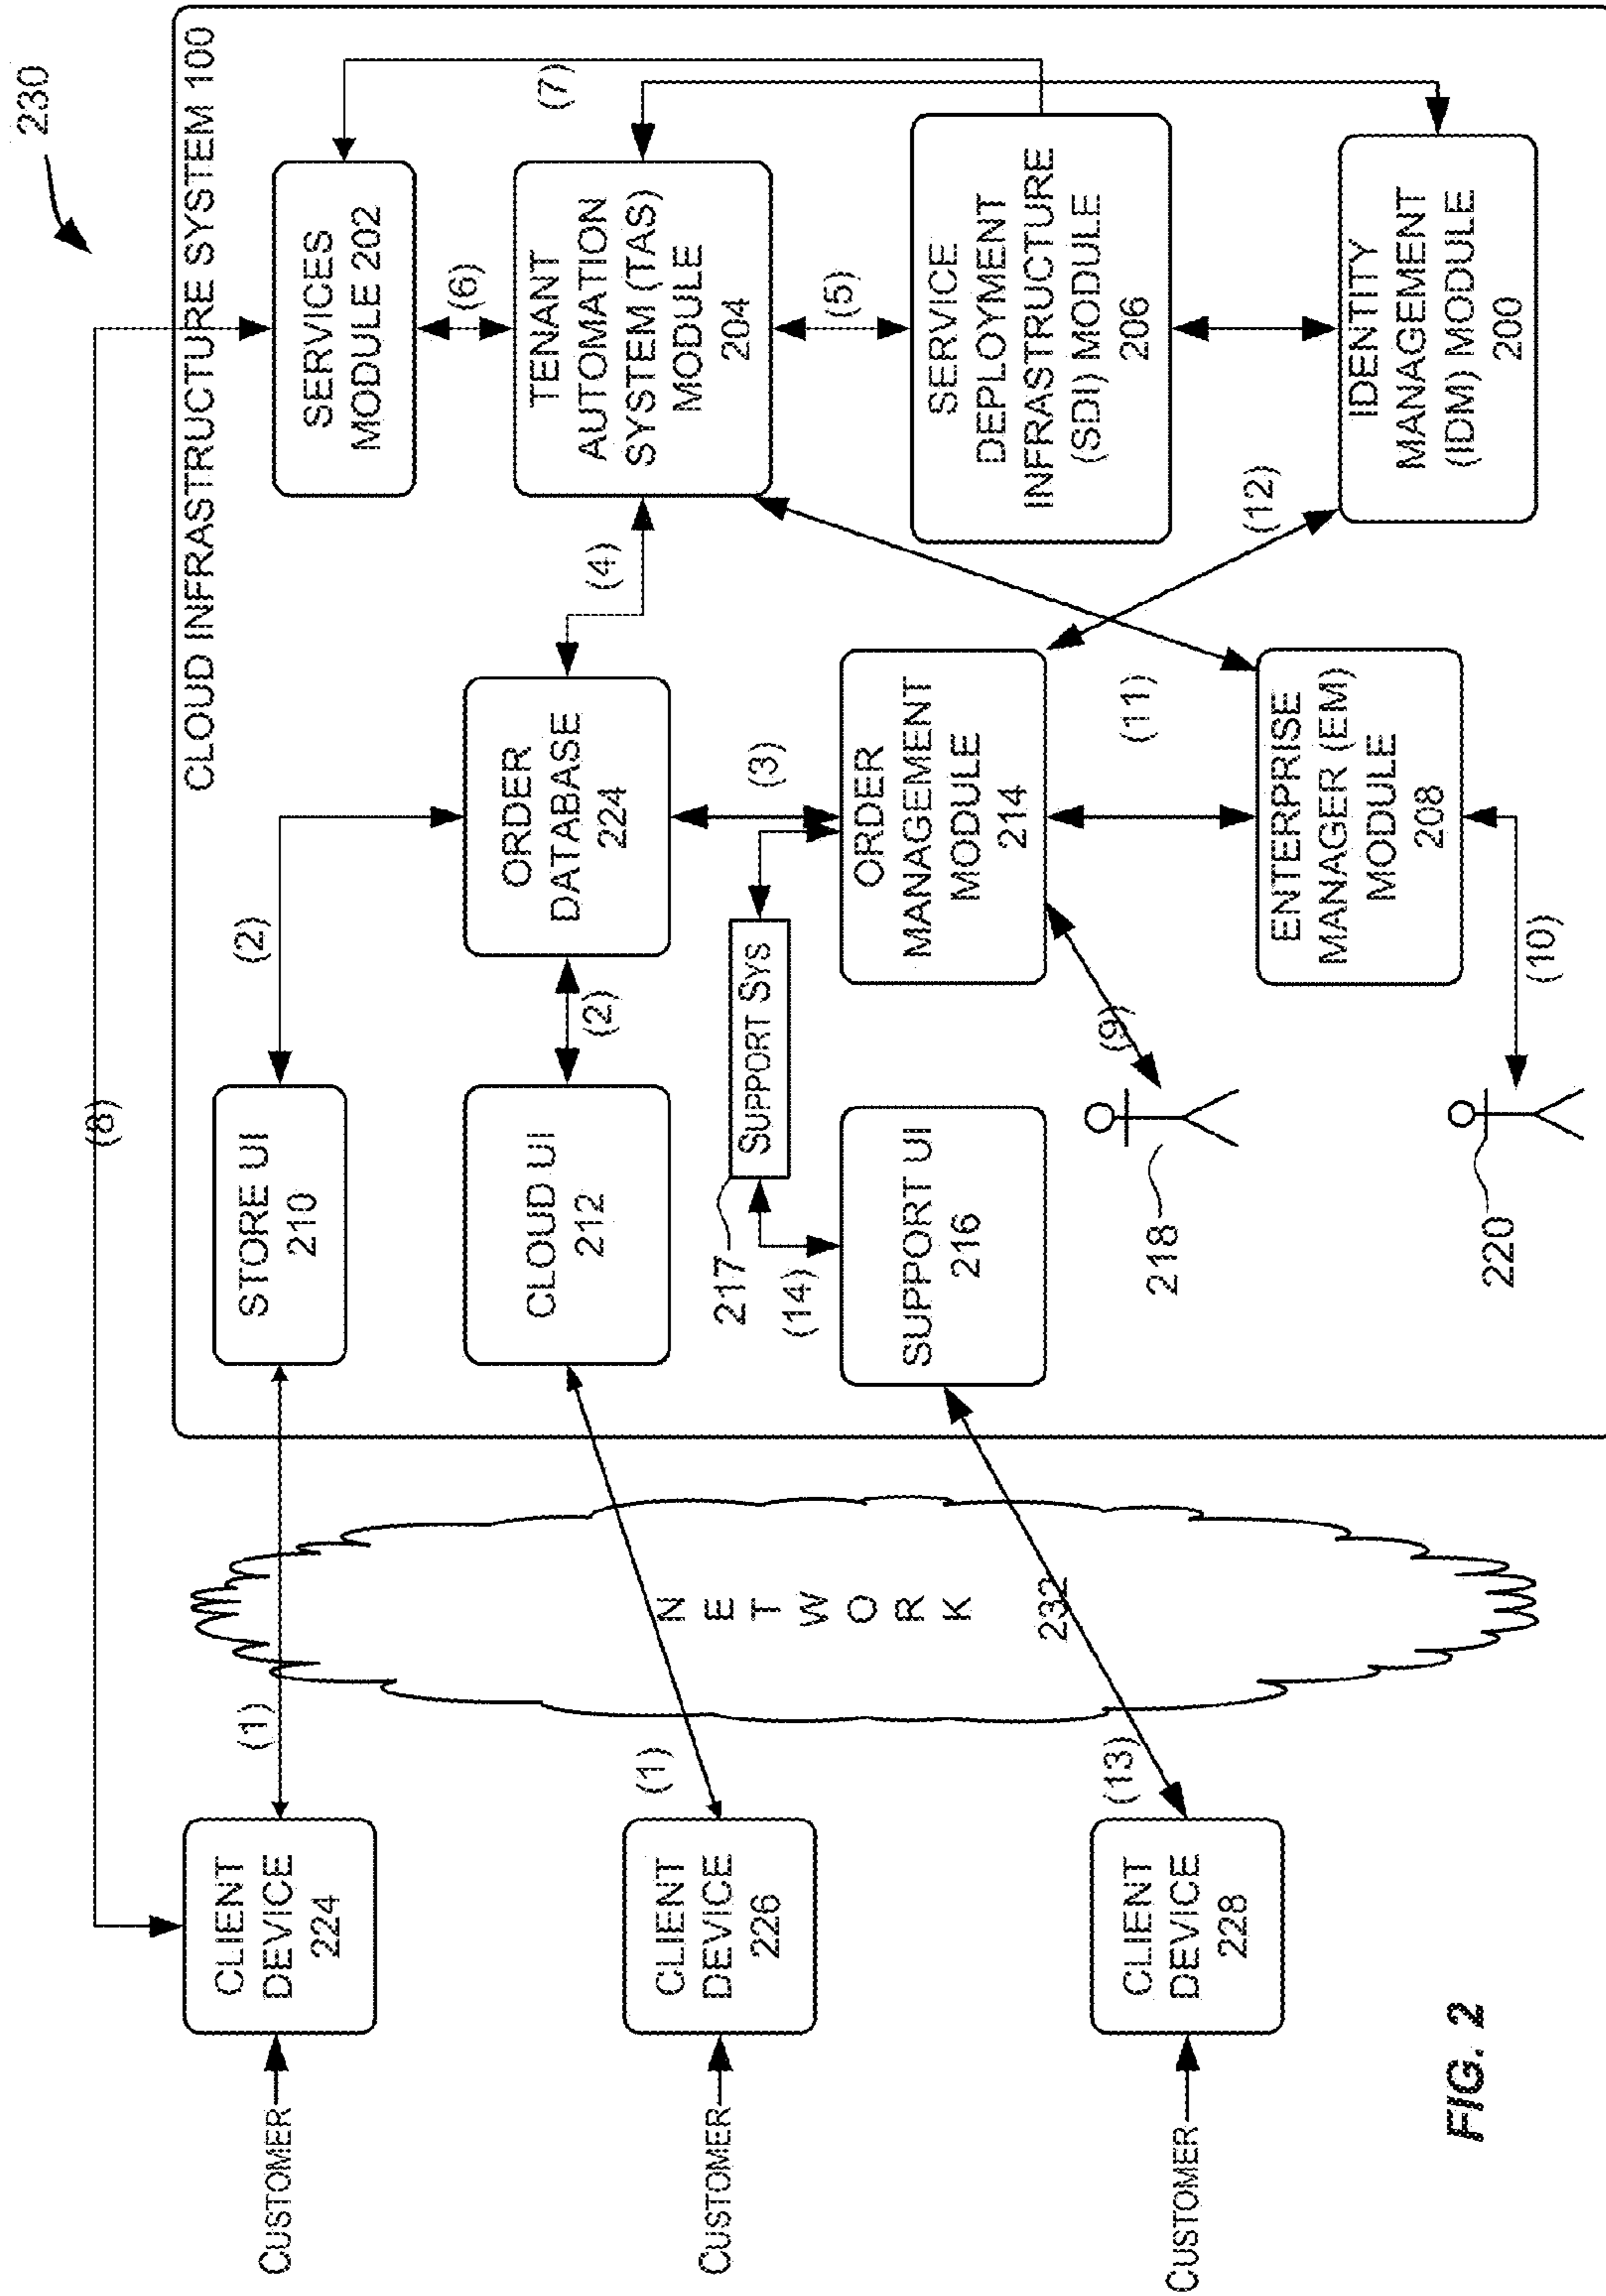 230
CLOUD INFRASTRUCTURE SYSTEM 100
(8)
CUSTOMER
CLIENT
DEVICE
224
(1)
STORE UI
210
(2)
SERVICES
MODULE 202
(6)
(7)
CUSTOMER
CLIENT
DEVICE
226
(1)
N
E
T
W
O
R
K
232
CLOUD UI
212
(2)
ORDER
DATABASE
224
(4)
TENANT
AUTOMATION
SYSTEM (TAS)
MODULE
204
(5)
217
SUPPORT SYS
(3)
(14)
CUSTOMER
CLIENT
DEVICE
228
(13)
SUPPORT UI
216
ORDER
MANAGEMENT
MODULE
214
SERVICE
DEPLOYMENT
INFRASTRUCTURE
(SDI) MODULE
206
218
(9)
(11)
(12)
220
(10)
ENTERPRISE
MANAGER (EM)
MODULE
208
IDENTITY
MANAGEMENT
(IDM) MODULE
200
FIG. 2